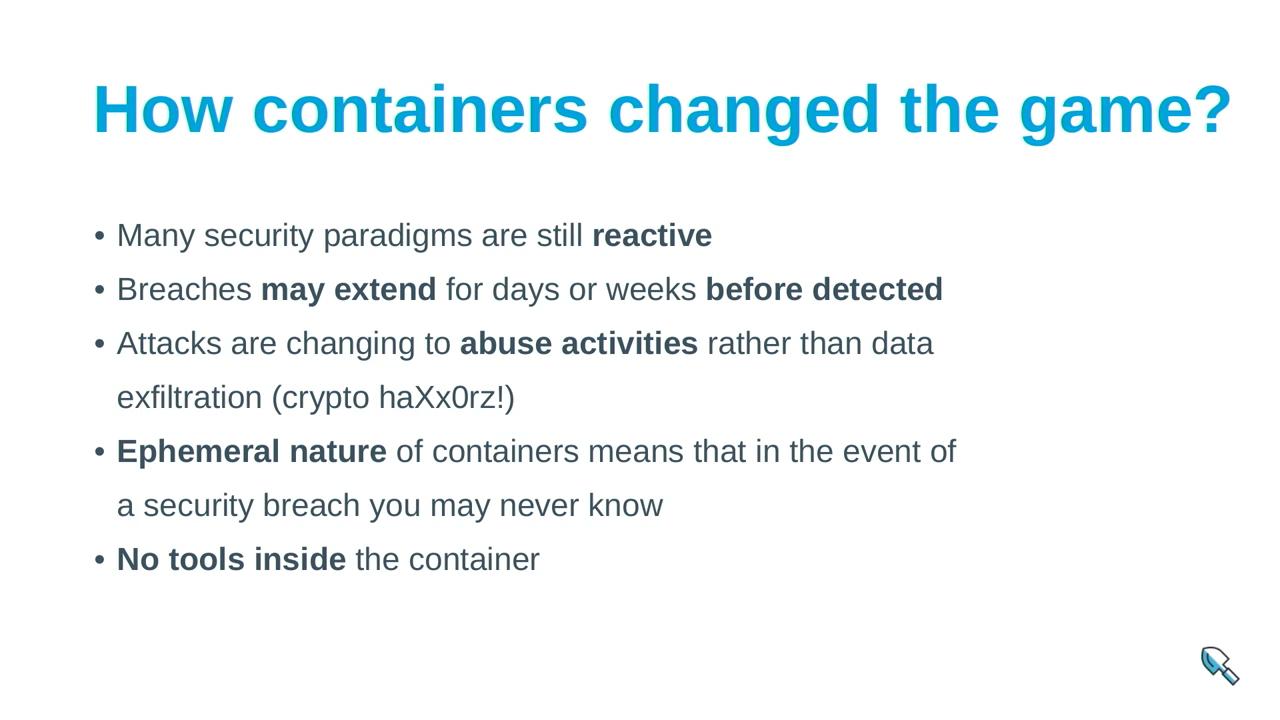 How containers changed the game?
• Many security paradigms are still reactive
• Breaches may extend for days or weeks before detected
• Attacks are changing to abuse activities rather than data
exfiltration (crypto haXx0rz!)
• Ephemeral nature of containers means that in the event of
a security breach you may never know
• No tools inside the container